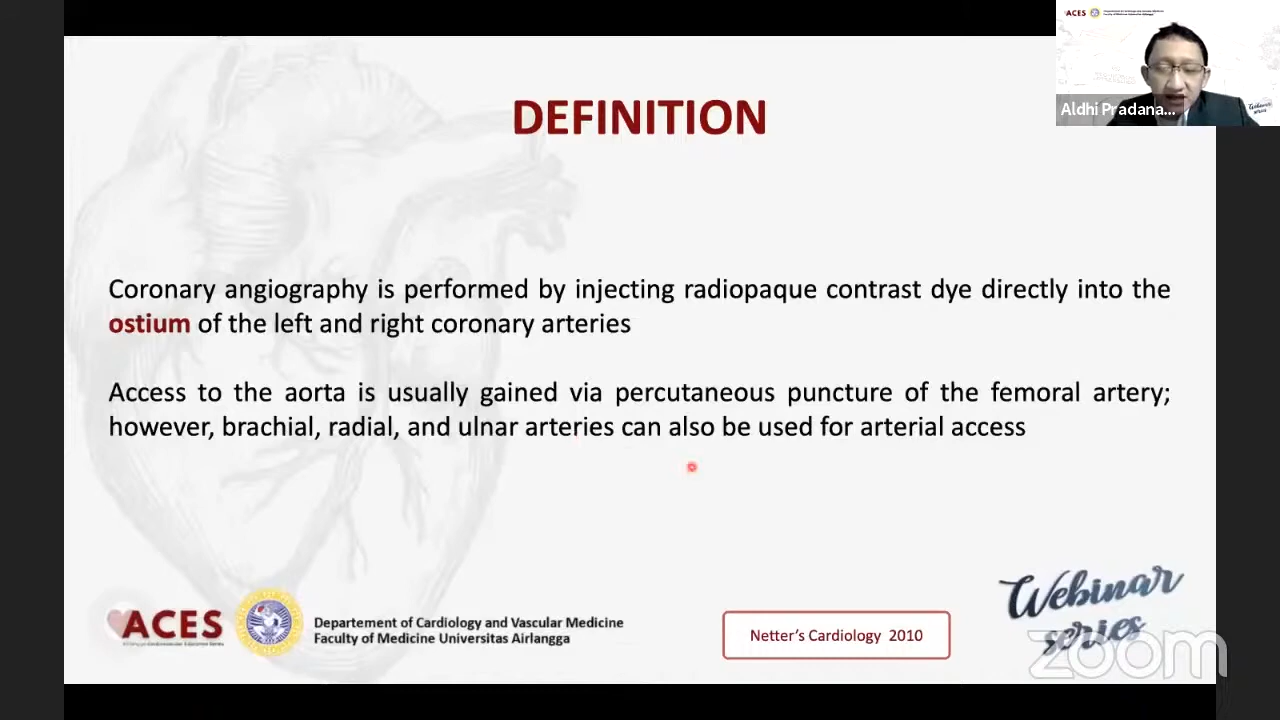 DEFINITION
Aldhi Pradana...
Coronary angiography is performed by injecting radiopaque contrast dye directly into the
ostium of the left and right coronary arteries
Access to the aorta is usually gained via percutaneous puncture of the femoral artery;
however, brachial, radial, and ulnar arteries can also be used for arterial access
ACES
Departement of Cardiology and Vascular Medicine
Faculty of Medicine Universitas Airlangga
Netter's Cardiology 2010
Webinar
series
zoom
ACES
Webinar
series